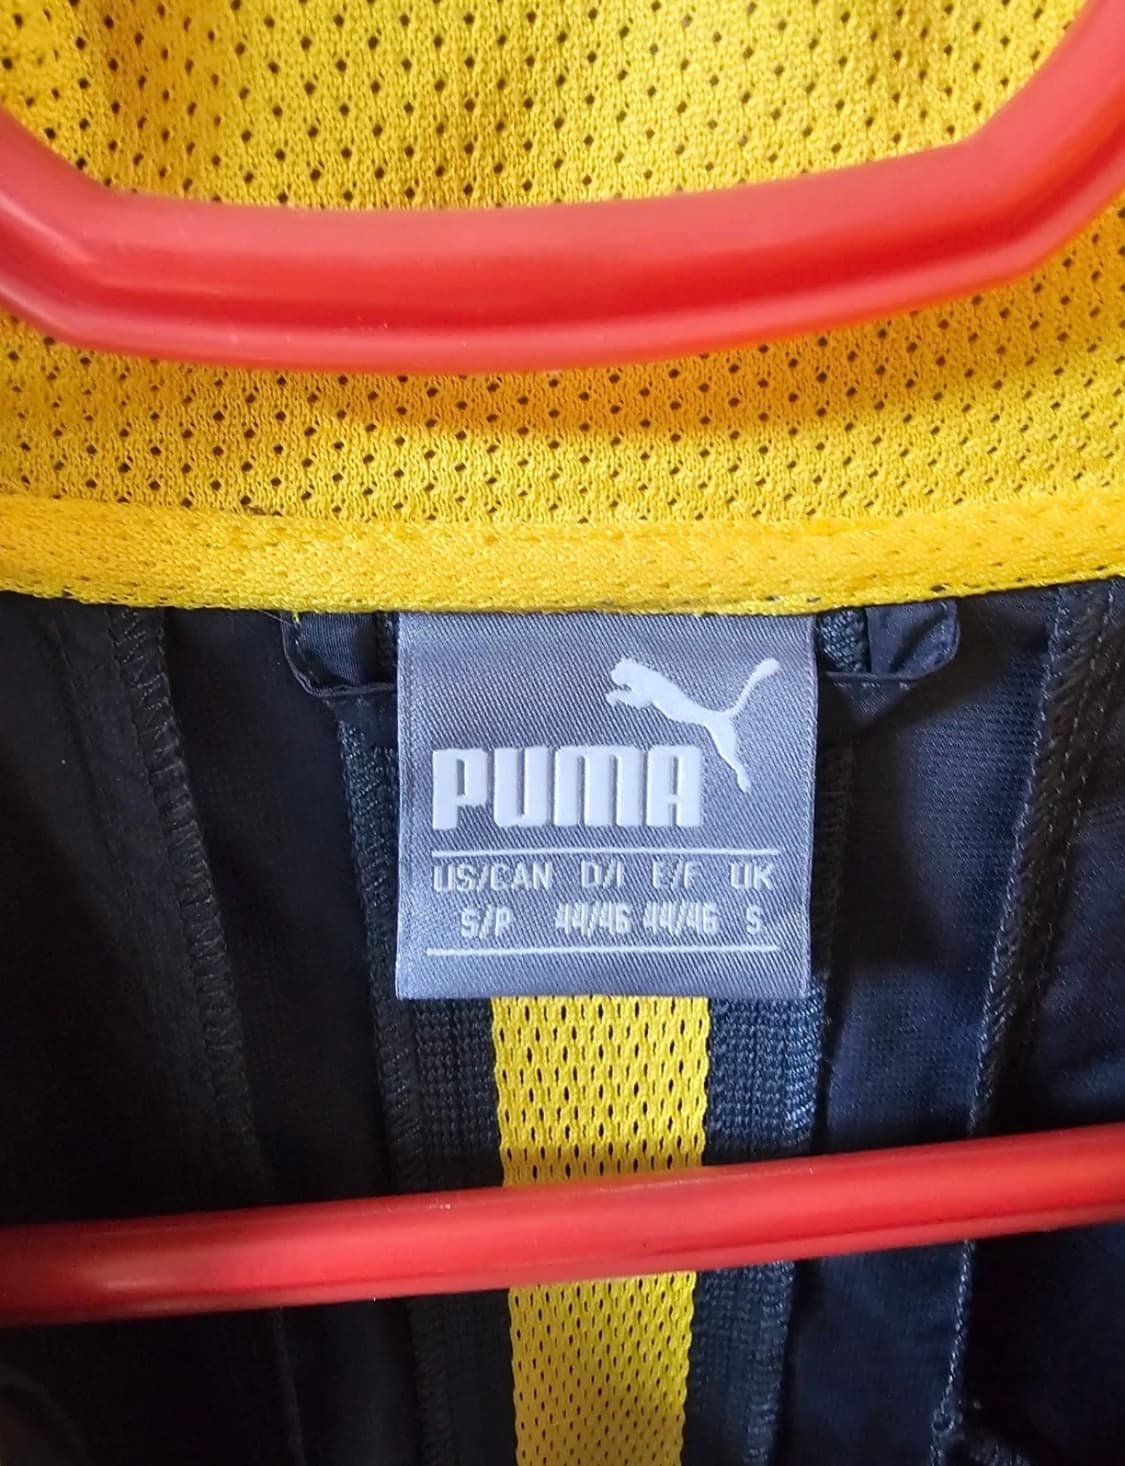 PUMA
US/CAN D/I E/F UK
S/P 44/46 44/46 S